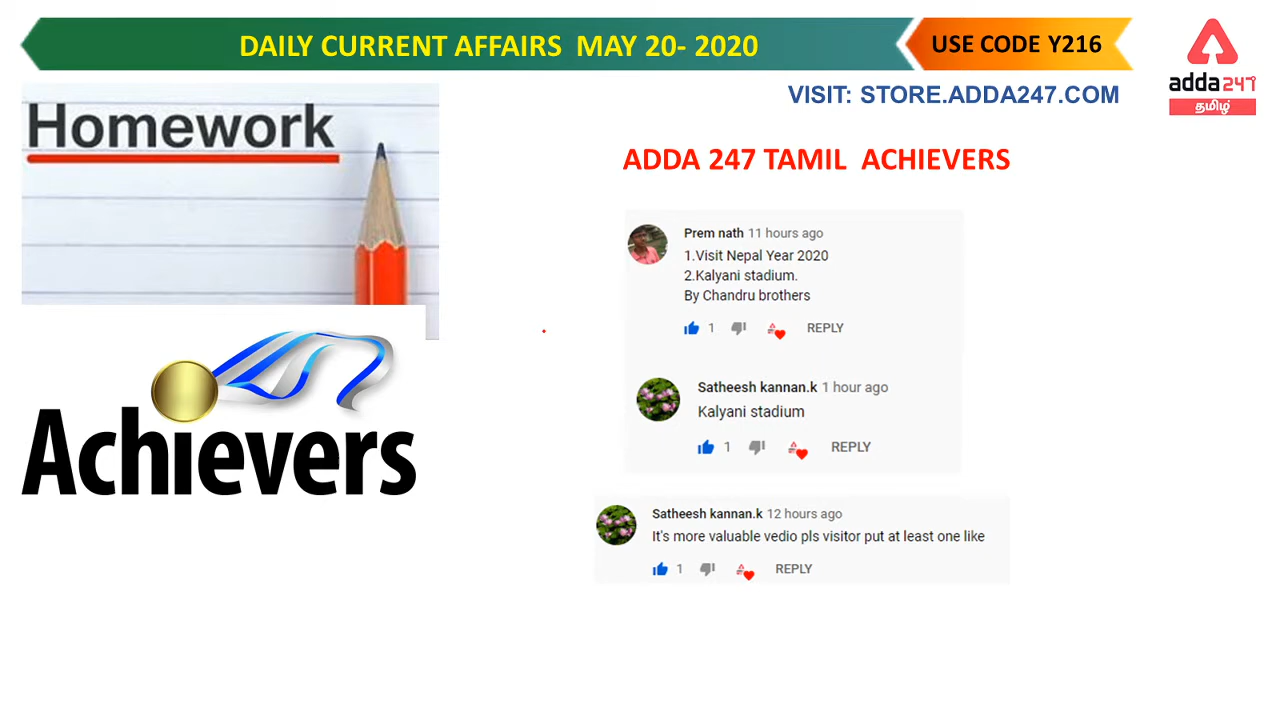 DAILY CURRENT AFFAIRS MAY 20- 2020
USE CODE Y216
adda247
தமிழ்
VISIT: STORE.ADDA247.COM
Homework
ADDA 247 TAMIL ACHIEVERS
Prem nath 11 hours ago
1.Visit Nepal Year 2020
2.Kalyani stadium.
By Chandru brothers
1 REPLY
Satheesh kannan.k 1 hour ago
Kalyani stadium
1 REPLY
Achievers
Satheesh kannan.k 12 hours ago
It's more valuable vedio pls visitor put at least one like
1 REPLY